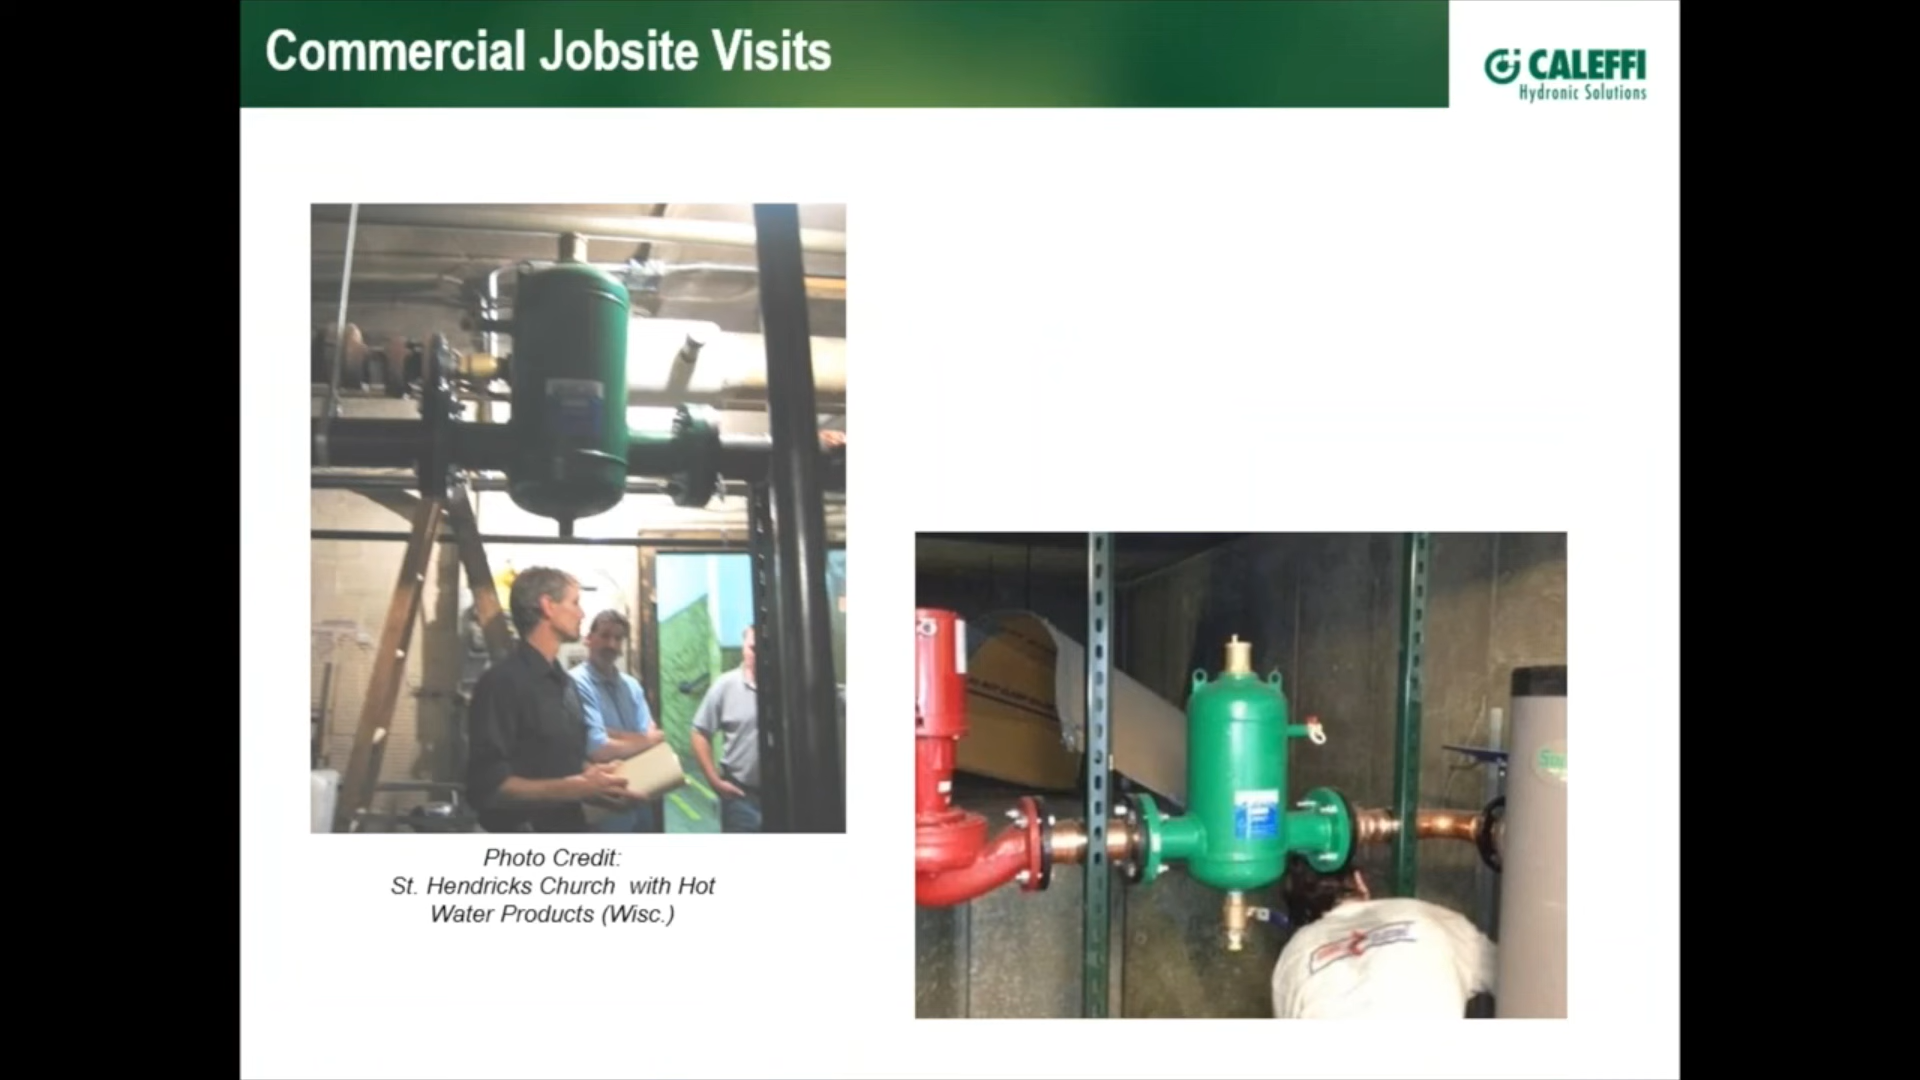 Commercial Jobsite Visits
CALEFFI
Hydronic Solutions
Photo Credit:
St. Hendricks Church with Hot
Water Products (Wisc.)